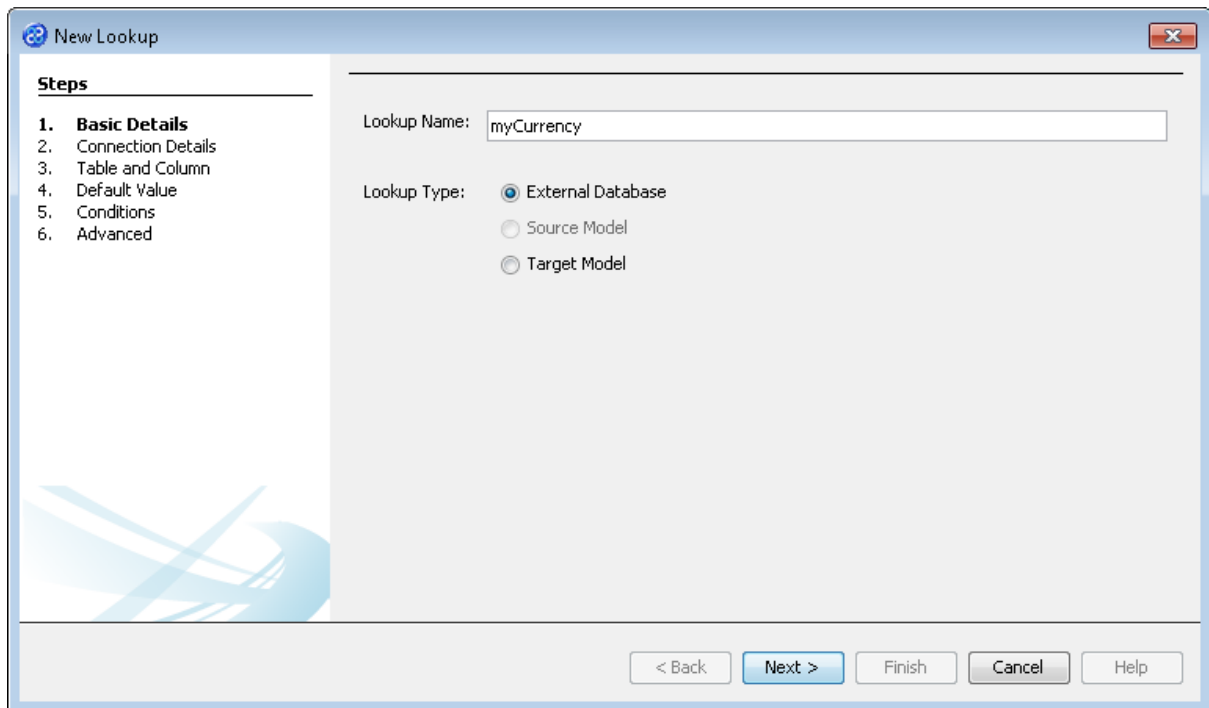 New Lookup
Steps
1. Basic Details
2. Connection Details
3. Table and Column
4. Default Value
5. Conditions
6. Advanced
Lookup Name: myCurrency
Lookup Type: External Database
Source Model
Target Model
< Back Next > Finish Cancel Help